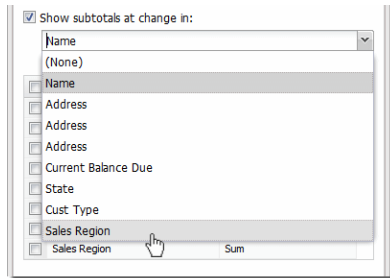 Show subtotals at change in:
Name
(None)
Name
Address
Address
Address
Current Balance Due
State
Cust Type
Sales Region
Sales Region Sum